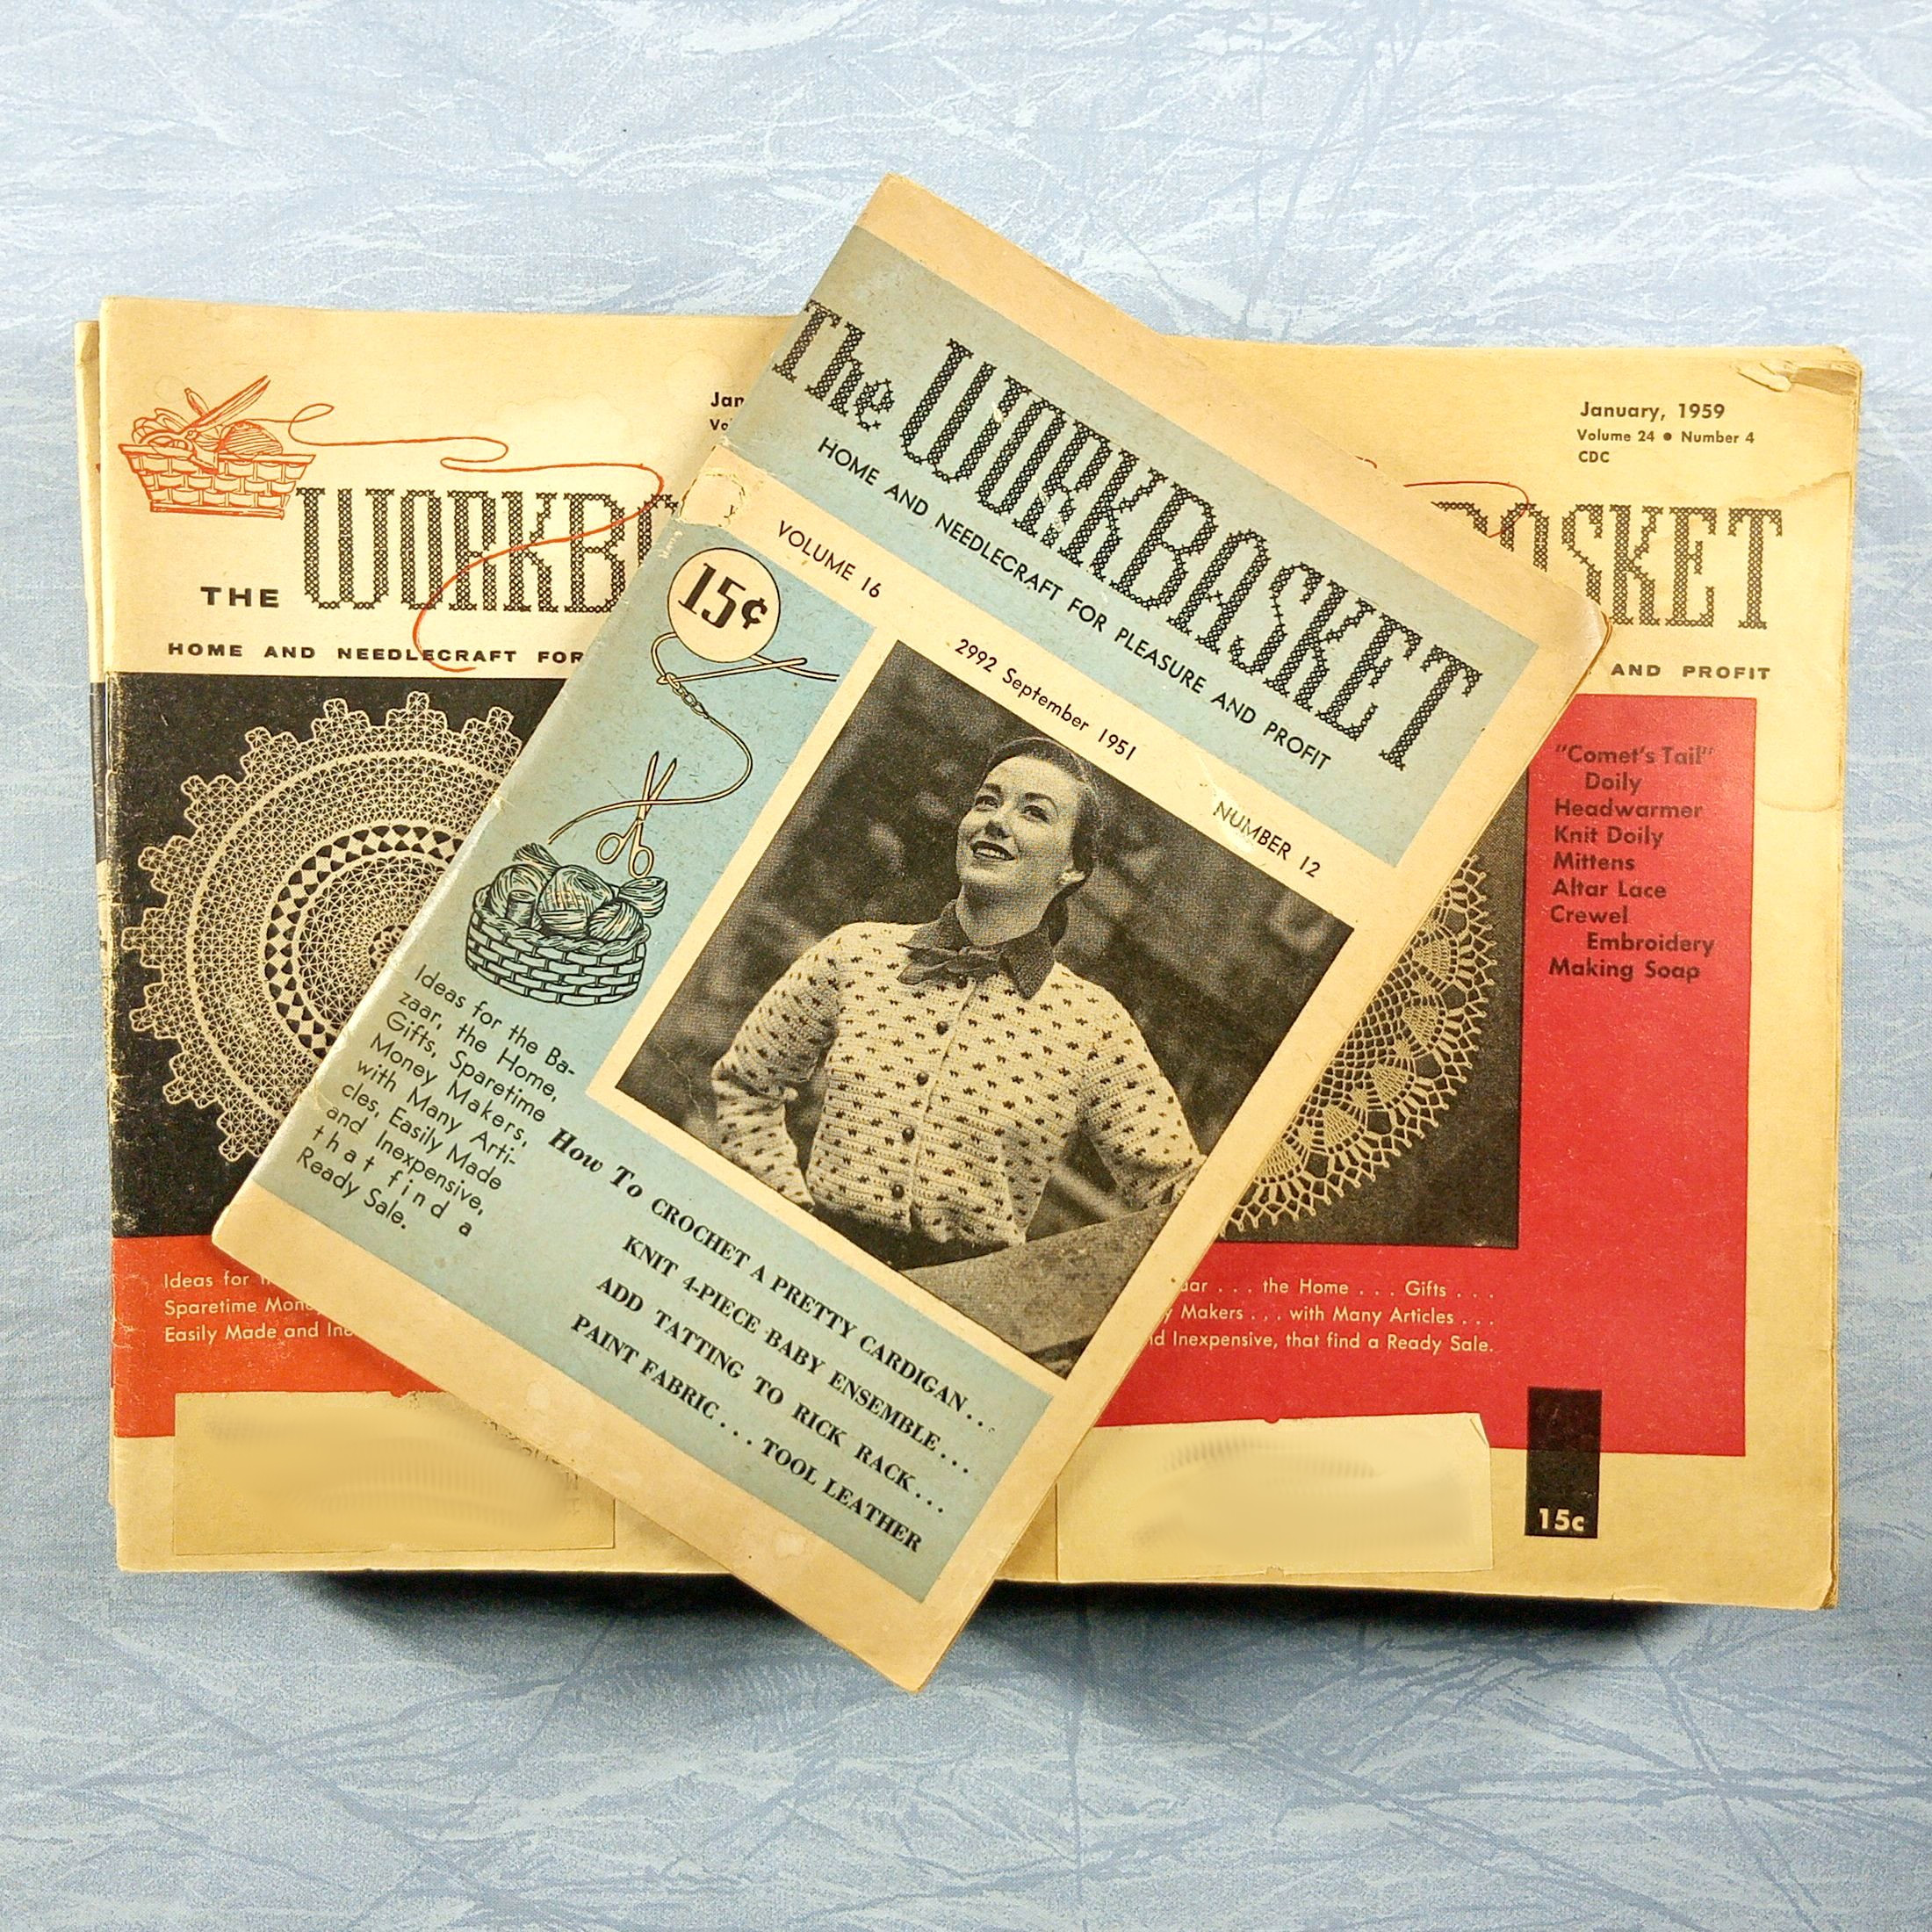 Jan
THE WORKB
HOME AND NEEDLECRAFT FOR
Ideas for
Sparetime
Easily Made and
The WORKBASKET
HOME AND NEEDLECRAFT FOR PLEASURE AND PROFIT
VOLUME 16
2992 September 1951
NUMBER 12
15¢
Ideas for the Ba-
zaar, the Home,
Gifts, Sparetime
Money Makers,
with Many Arti-
cles, Easily Made
and Inexpensive,
that find a
Ready Sale.
How To CROCHET A PRETTY CARDIGAN...
KNIT 4-PIECE BABY ENSEMBLE...
ADD TATTING TO RICK RACK...
PAINT FABRIC... TOOL LEATHER
January, 1959
Volume 24 • Number 4
CDC
BASKET
AND PROFIT
"Comet's Tail"
Doily
Headwarmer
Knit Doily
Mittens
Altar Lace
Crewel
Embroidery
Making Soap
the Home . . . Gifts . . .
Makers . . . with Many Articles . . .
Inexpensive, that find a Ready Sale.
15c